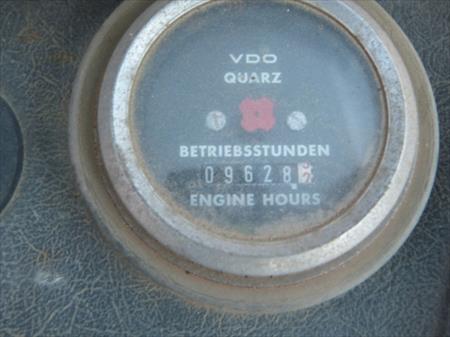 VDO
QUARZ
BETRIEBSSTUNDEN
09628
ENGINE HOURS